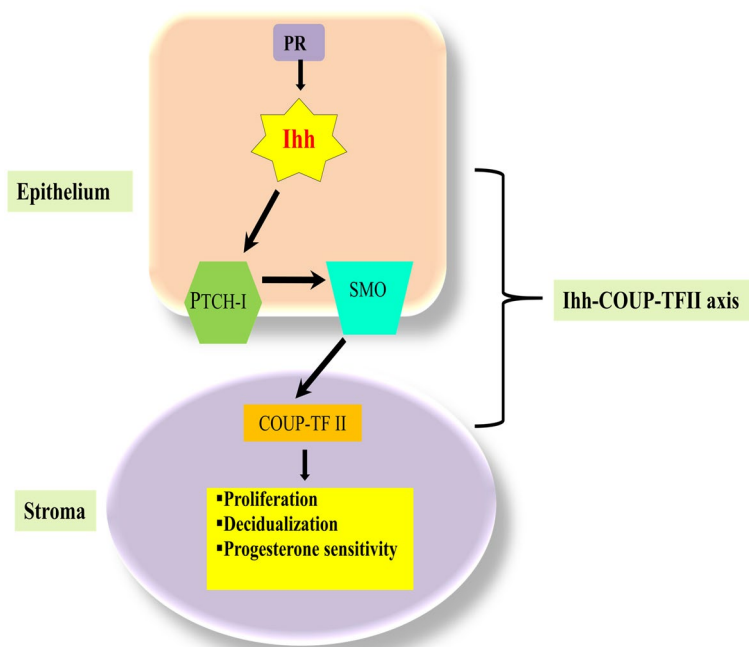 PR
Ihh
Epithelium
PTCH-I
SMO
Ihh-COUP-TFII axis
COUP-TF II
Stroma
▪Proliferation
▪Decidualization
▪Progesterone sensitivity